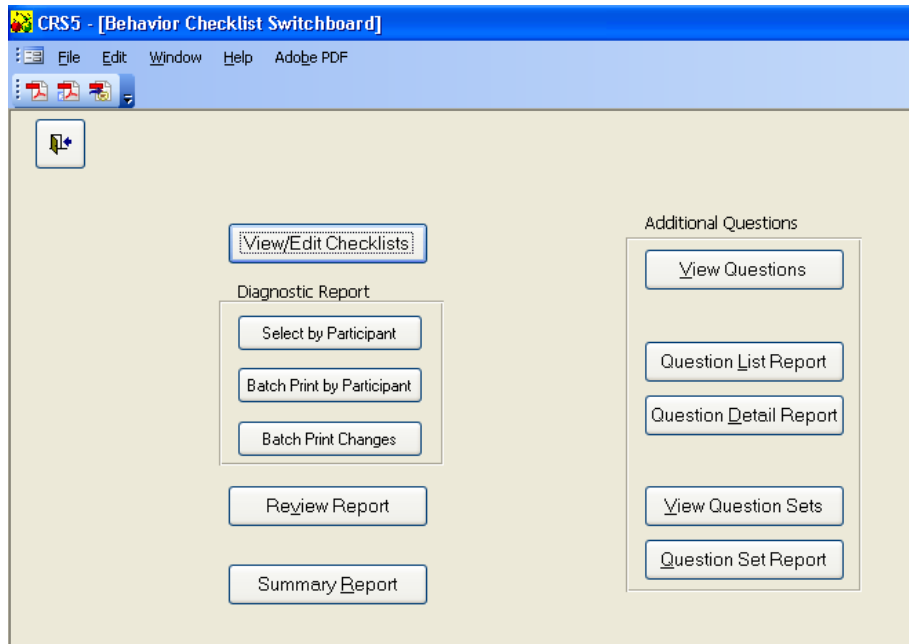 CRS5 - [Behavior Checklist Switchboard]
File Edit Window Help Adobe PDF
View/Edit Checklists
Diagnostic Report
Select by Participant
Batch Print by Participant
Batch Print Changes
Review Report
Summary Report
Additional Questions
View Questions
Question List Report
Question Detail Report
View Question Sets
Question Set Report